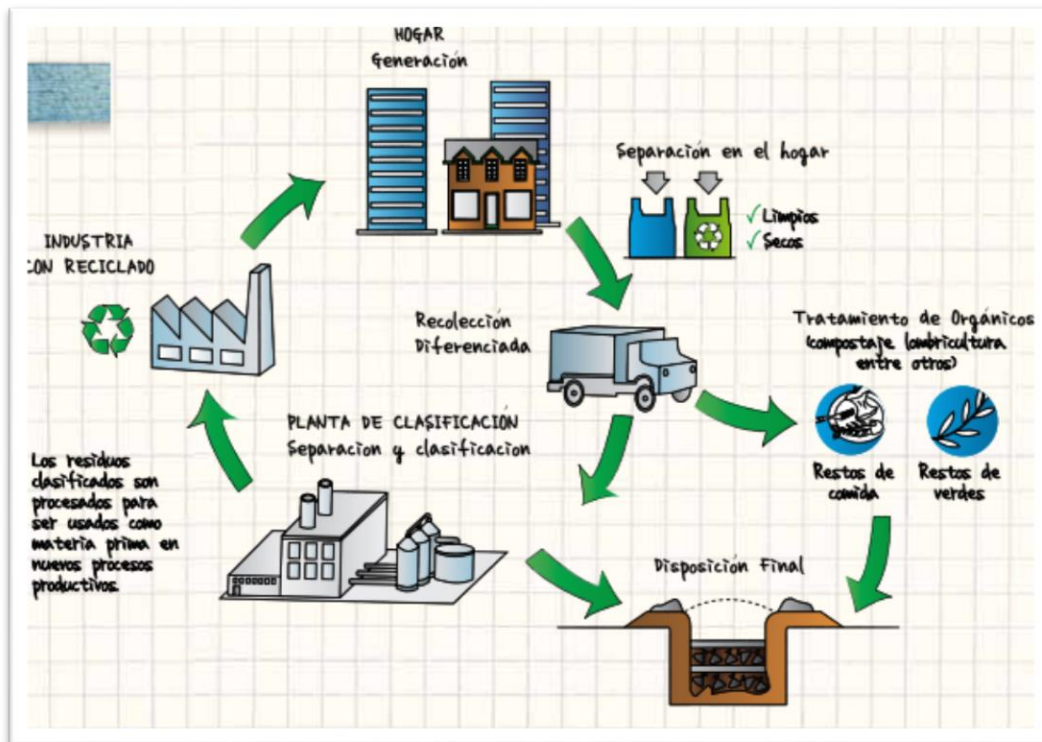 HOGAR
Generación
Separación en el hogar
✓ Limpios
✓ Secos
INDUSTRIA
CON RECICLADO
Recolección
Diferenciada
Tratamiento de Orgánicos
(compostaje lombricultura
entre otros)
Restos de
comida
Restos de
verdes
PLANTA DE CLASIFICACIÓN
Separacion y clasificacion
Los residuos
clasificados son
procesados para
ser usados como
materia prima en
nuevos procesos
productivos.
Disposición Final